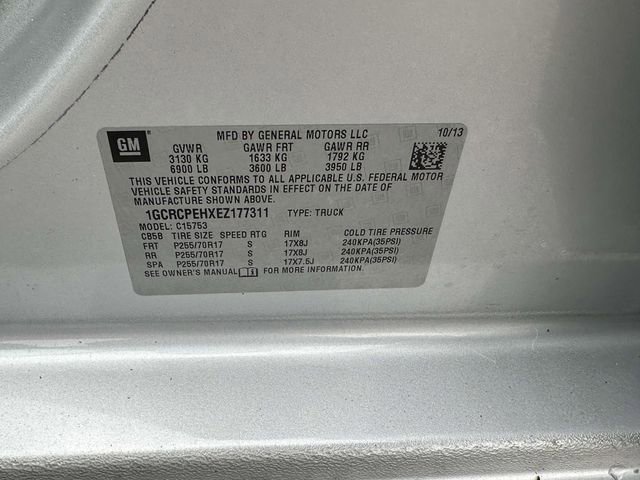 GM
MFD BY GENERAL MOTORS LLC 10/13
GVWR GAWR FRT GAWR RR
3130 KG 1633 KG 1792 KG
6900 LB 3600 LB 3950 LB
THIS VEHICLE CONFORMS TO ALL APPLICABLE U.S. FEDERAL MOTOR
VEHICLE SAFETY STANDARDS IN EFFECT ON THE DATE OF
MANUFACTURE SHOWN ABOVE.
1GCRCPEHXEZ177311 TYPE: TRUCK
MODEL: C15753
CB5B TIRE SIZE SPEED RTG RIM COLD TIRE PRESSURE
FRT P255/70R17 S 17X8J 240KPA(35PSI)
RR P255/70R17 S 17X8J 240KPA(35PSI)
SPA P255/70R17 S 17X7.5J 240KPA(35PSI)
SEE OWNER'S MANUAL